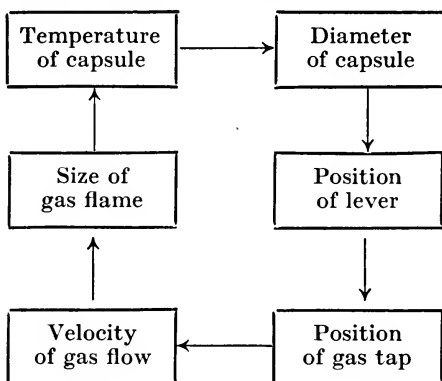 Temperature
of capsule
Diameter
of capsule
Size of
gas flame
Position
of lever
Velocity
of gas flow
Position
of gas tap